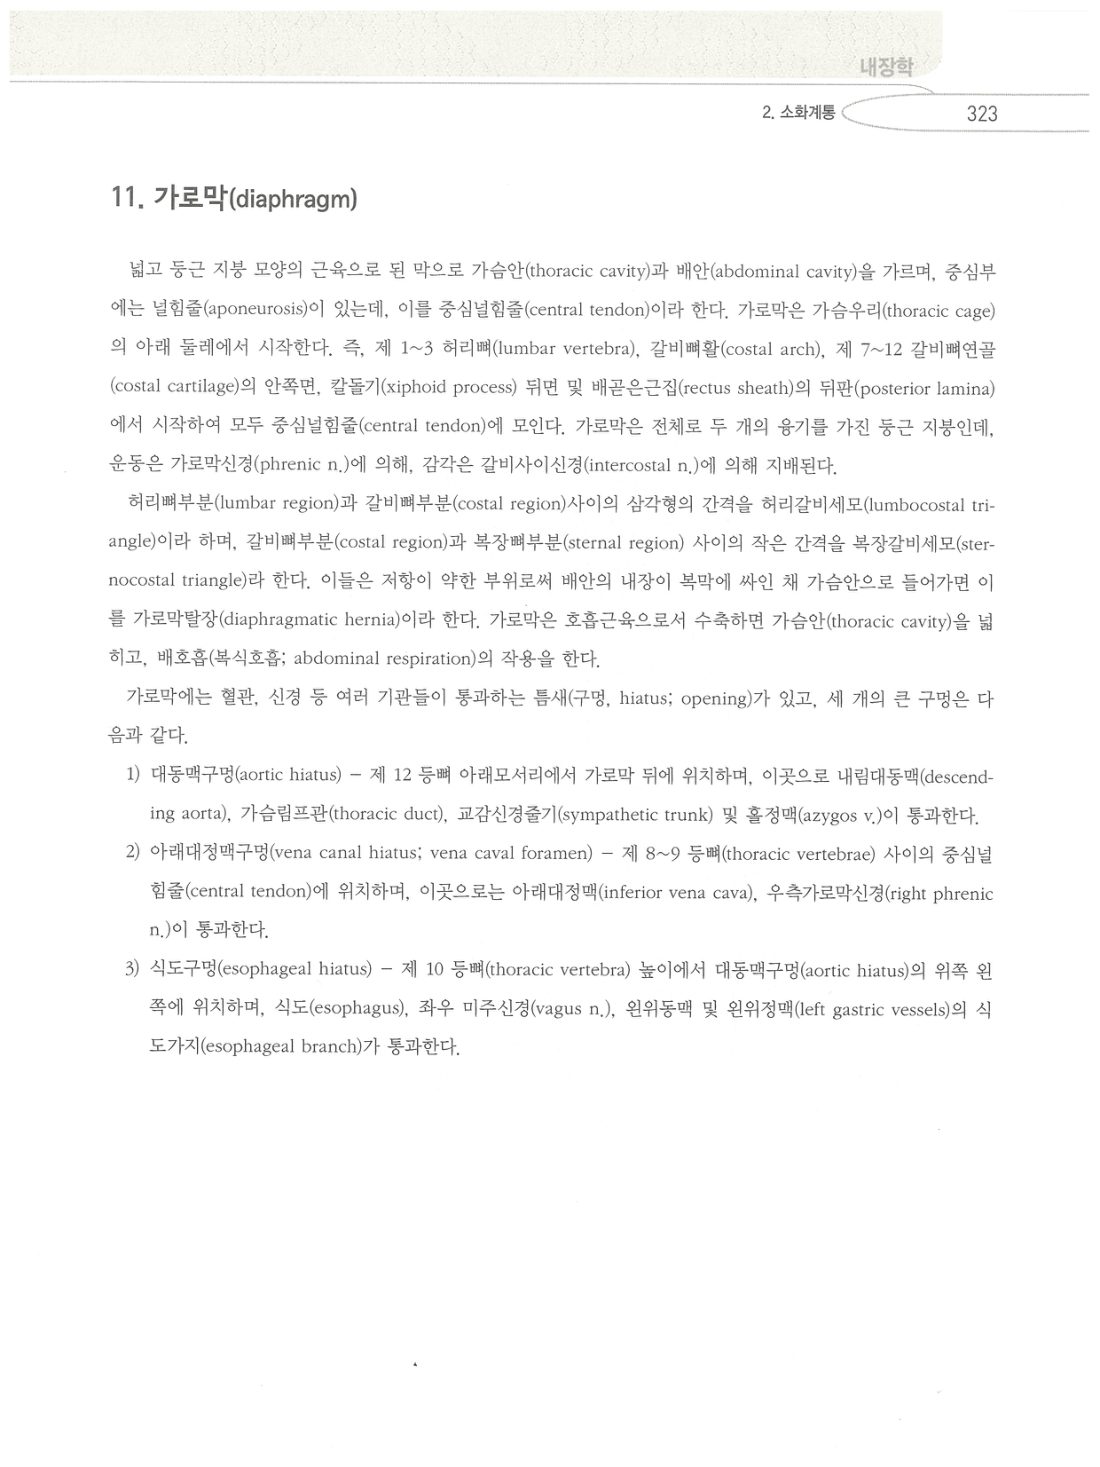 내장학
2. 소화계통
323
11. 가로막(diaphragm)
넓고 둥근 지붕 모양의 근육으로 된 막으로 가슴안(thoracic cavity)과 배안(abdominal cavity)을 가르며, 중심부
에는 널힘줄(aponeurosis)이 있는데, 이를 중심널힘줄(central tendon)이라 한다. 가로막은 가슴우리(thoracic cage)
의 아래 둘레에서 시작한다. 즉, 제 1~3 허리뼈(lumbar vertebra), 갈비뼈활(costal arch), 제 7~12 갈비뼈연골
(costal cartilage)의 안쪽면, 칼돌기(xiphoid process) 뒤면 및 배곧은근집(rectus sheath)의 뒤판(posterior lamina)
에서 시작하여 모두 중심널힘줄(central tendon)에 모인다. 가로막은 전체로 두 개의 융기를 가진 둥근 지붕인데,
운동은 가로막신경(phrenic n.)에 의해, 감각은 갈비사이신경(intercostal n.)에 의해 지배된다.
허리뼈부분(lumbar region)과 갈비뼈부분(costal region)사이의 삼각형의 간격을 허리갈비세모(lumbocostal tri-
angle)이라 하며, 갈비뼈부분(costal region)과 복장뼈부분(sternal region) 사이의 작은 간격을 복장갈비세모(ster-
nocostal triangle)라 한다. 이들은 저항이 약한 부위로써 배안의 내장이 복막에 싸인 채 가슴안으로 들어가면 이
를 가로막탈장(diaphragmatic hernia)이라 한다. 가로막은 호흡근육으로서 수축하면 가슴안(thoracic cavity)을 넓
히고, 배호흡(복식호흡; abdominal respiration)의 작용을 한다.
가로막에는 혈관, 신경 등 여러 기관들이 통과하는 틈새(구멍, hiatus; opening)가 있고, 세 개의 큰 구멍은 다
음과 같다.
1) 대동맥구멍(aortic hiatus) – 제 12 등뼈 아래모서리에서 가로막 뒤에 위치하며, 이곳으로 내림대동맥(descend-
ing aorta), 가슴림프관(thoracic duct), 교감신경줄기(sympathetic trunk) 및 홀정맥(azygos v.)이 통과한다.
2) 아래대정맥구멍(vena canal hiatus; vena caval foramen) – 제 8~9 등뼈(thoracic vertebrae) 사이의 중심널
힘줄(central tendon)에 위치하며, 이곳으로는 아래대정맥(inferior vena cava), 우측가로막신경(right phrenic
n.)이 통과한다.
3) 식도구멍(esophageal hiatus) – 제 10 등뼈(thoracic vertebra) 높이에서 대동맥구멍(aortic hiatus)의 위쪽 왼
쪽에 위치하며, 식도(esophagus), 좌우 미주신경(vagus n.), 왼위동맥 및 왼위정맥(left gastric vessels)의 식
도가지(esophageal branch)가 통과한다.